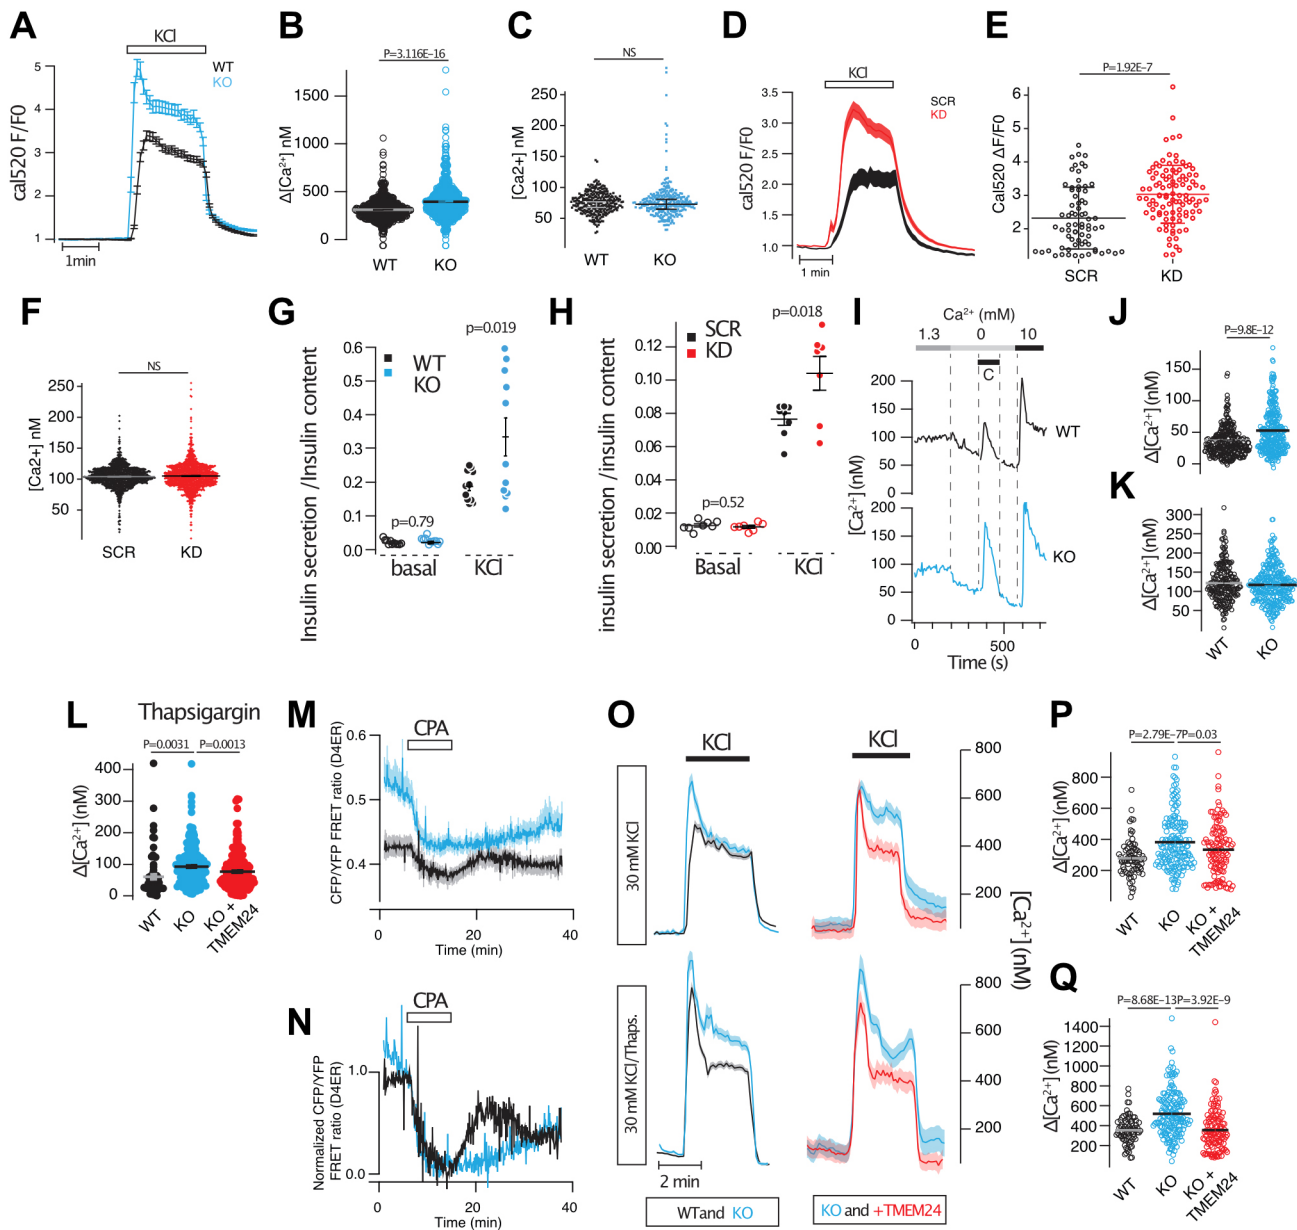 A
KCl
WT
KO
cal520 F/F0
5
4
3
2
1
1min
B
P=3.116E-16
Δ[Ca²⁺] nM
1500
1000
500
0
WT
KO
C
NS
[Ca2+] nM
250
200
150
100
50
WT
KO
D
KCl
SCR
KD
cal520 F/F0
3.5
3.0
2.5
2.0
1.5
1.0
1 min
E
P=1.92E-7
Cal520 ΔF/F0
6
5
4
3
2
SCR
KD
F
NS
[Ca2+] nM
250
200
150
100
50
SCR
KD
G
p=0.019
WT
KO
Insulin secretion /Insulin content
0.6
0.5
0.4
0.3
0.2
0.1
0.0
p=0.79
basal
KCl
H
p=0.018
SCR
KD
insulin secretion /insulin content
0.12
0.10
0.08
0.06
0.04
0.02
0.00
p=0.52
Basal
KCl
I
Ca²⁺ (mM)
1.3
0
10
C
200
150
100
50
0
WT
[Ca²⁺] (nM)
200
150
100
50
0
KO
0
500
Time (s)
J
P=9.8E-12
Δ[Ca²⁺] (nM)
150
100
50
0
K
Δ[Ca²⁺] (nM)
300
250
200
150
100
50
WT
KO
L
Thapsigargin
P=0.0031
P=0.0013
Δ[Ca²⁺] (nM)
400
300
200
100
0
WT
KO
KO +
TMEM24
M
CPA
CFP/YFP FRET ratio (D4ER)
0.6
0.5
0.4
0
20
40
Time (min)
N
CPA
Normalized CFP/YFP
FRET ratio (D4ER)
1.0
0.0
0
20
40
Time (min)
O
KCl
KCl
30 mM KCl
800
600
400
200
[Ca²⁺] (nM)
30 mM KCl/Thaps.
800
600
400
200
2 min
WTand KO
KO and +TMEM24
P
P=2.79E-7
P=0.03
Δ[Ca²⁺] (nM)
800
600
400
200
WT
KO
KO +
TMEM24
Q
P=8.68E-13
P=3.92E-9
Δ[Ca²⁺] (nM)
1400
1200
1000
800
600
400
200
WT
KO
KO +
TMEM24